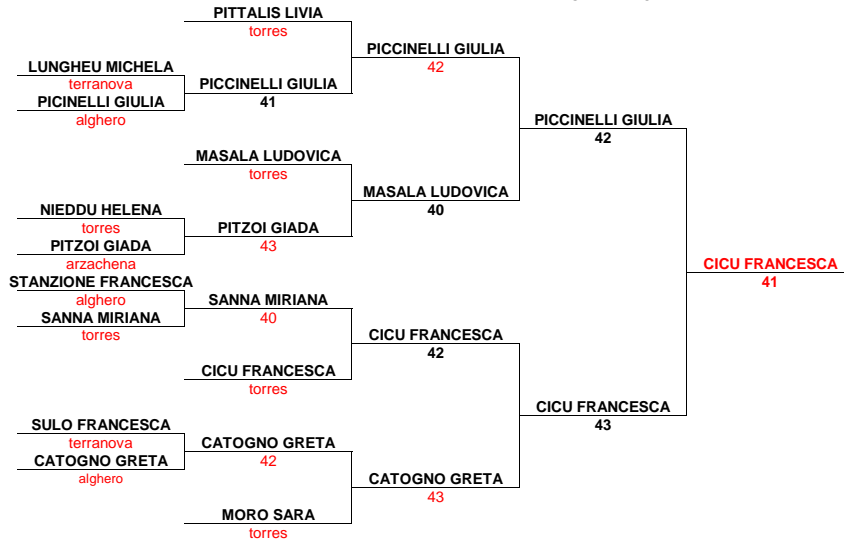 PITTALIS LIVIA
torres
PICCINELLI GIULIA
42
LUNGHEU MICHELA
terranova
PICCINELLI GIULIA
41
PICINELLI GIULIA
alghero
PICCINELLI GIULIA
42
MASALA LUDOVICA
torres
MASALA LUDOVICA
40
NIEDDU HELENA
torres
PITZOI GIADA
43
PITZOI GIADA
arzachena
CICU FRANCESCA
41
STANZIONE FRANCESCA
alghero
SANNA MIRIANA
40
SANNA MIRIANA
torres
CICU FRANCESCA
42
CICU FRANCESCA
torres
CICU FRANCESCA
43
SULO FRANCESCA
terranova
CATOGNO GRETA
42
CATOGNO GRETA
alghero
CATOGNO GRETA
43
MORO SARA
torres